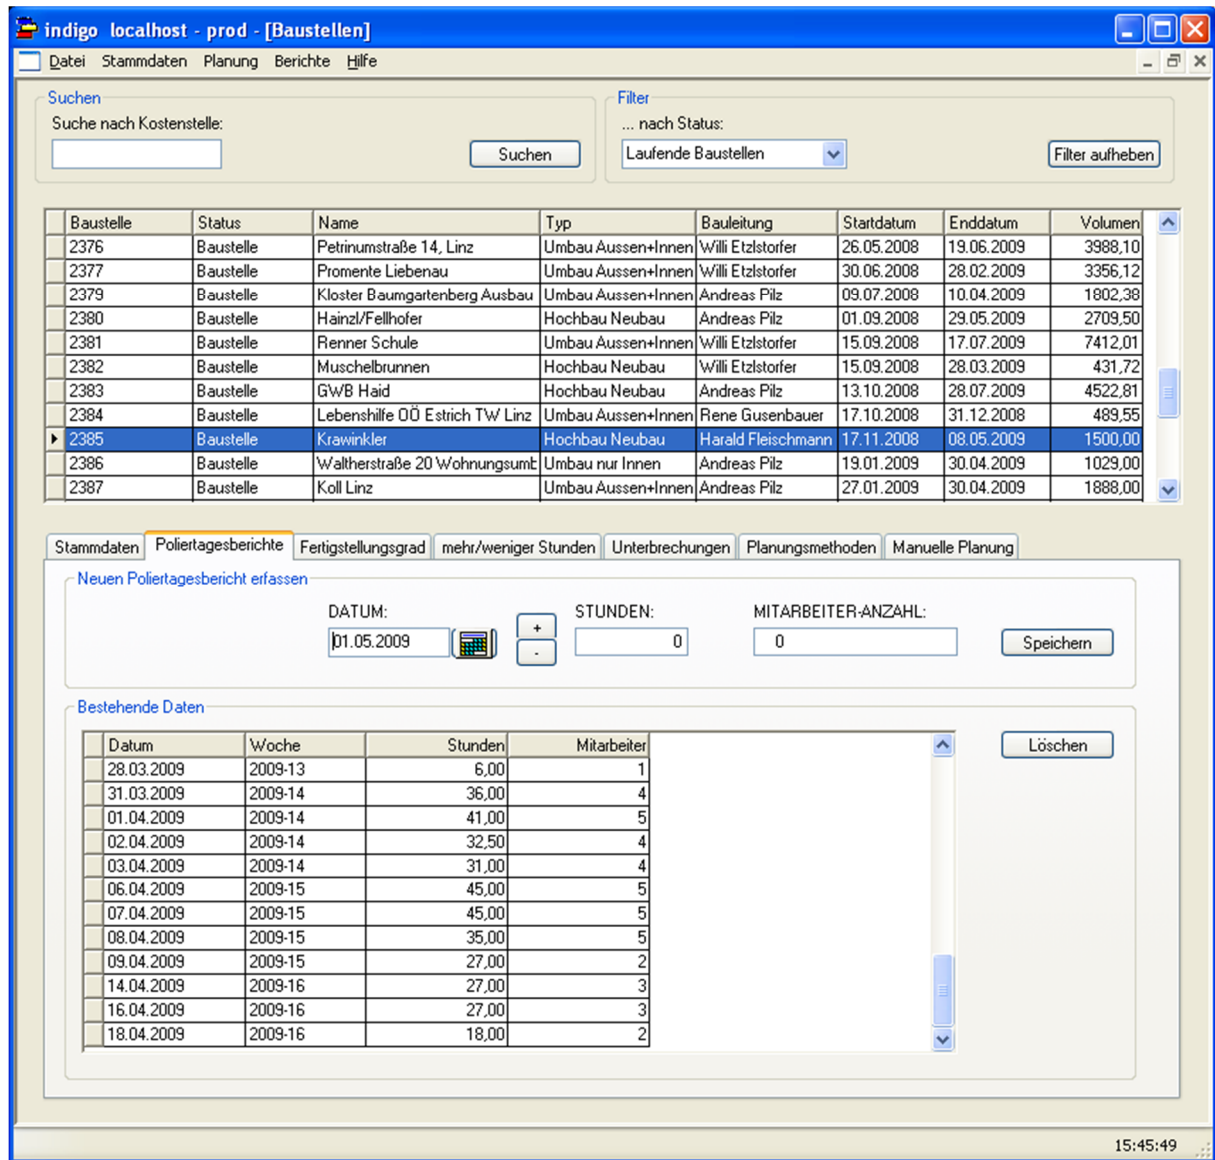 indigo localhost - prod - [Baustellen]
Datei Stammdaten Planung Berichte Hilfe
Suchen
Filter
Suche nach Kostenstelle:
... nach Status:
Suchen
Laufende Baustellen
Filter aufheben
Baustelle Status Name Typ Bauleitung Startdatum Enddatum Volumen
2376 Baustelle Petrinumstraße 14, Linz Umbau Aussen+Innen Willi Etzlstorfer 26.05.2008 19.06.2009 3988,10
2377 Baustelle Promente Liebenau Umbau Aussen+Innen Willi Etzlstorfer 30.06.2008 28.02.2009 3356,12
2379 Baustelle Kloster Baumgartenberg Ausbau Umbau Aussen+Innen Andreas Pilz 09.07.2008 10.04.2009 1802,38
2380 Baustelle Hainzl/Fellhofer Hochbau Neubau Andreas Pilz 01.09.2008 29.05.2009 2709,50
2381 Baustelle Renner Schule Umbau Aussen+Innen Willi Etzlstorfer 15.09.2008 17.07.2009 7412,01
2382 Baustelle Muschelbrunnen Hochbau Neubau Willi Etzlstorfer 15.09.2008 28.03.2009 431,72
2383 Baustelle GWB Haid Hochbau Neubau Andreas Pilz 13.10.2008 28.07.2009 4522,81
2384 Baustelle Lebenshilfe OÖ Estrich TW Linz Umbau Aussen+Innen Rene Gusenbauer 17.10.2008 31.12.2008 489,55
2385 Baustelle Krawinkler Hochbau Neubau Harald Fleischmann 17.11.2008 08.05.2009 1500,00
2386 Baustelle Waltherstraße 20 Wohnungsumb Umbau nur Innen Andreas Pilz 19.01.2009 30.04.2009 1029,00
2387 Baustelle Koll Linz Umbau Aussen+Innen Andreas Pilz 27.01.2009 30.04.2009 1888,00
Stammdaten Poliertagesberichte Fertigstellungsgrad mehr/weniger Stunden Unterbrechungen Planungsmethoden Manuelle Planung
Neuen Poliertagesbericht erfassen
DATUM: STUNDEN: MITARBEITER-ANZAHL:
01.05.2009 + - 0 0 Speichern
Bestehende Daten
Datum Woche Stunden Mitarbeiter
Löschen
28.03.2009 2009-13 6,00 1
31.03.2009 2009-14 36,00 4
01.04.2009 2009-14 41,00 5
02.04.2009 2009-14 32,50 4
03.04.2009 2009-14 31,00 4
06.04.2009 2009-15 45,00 5
07.04.2009 2009-15 45,00 5
08.04.2009 2009-15 35,00 5
09.04.2009 2009-15 27,00 2
14.04.2009 2009-16 27,00 3
16.04.2009 2009-16 27,00 3
18.04.2009 2009-16 18,00 2
15:45:49